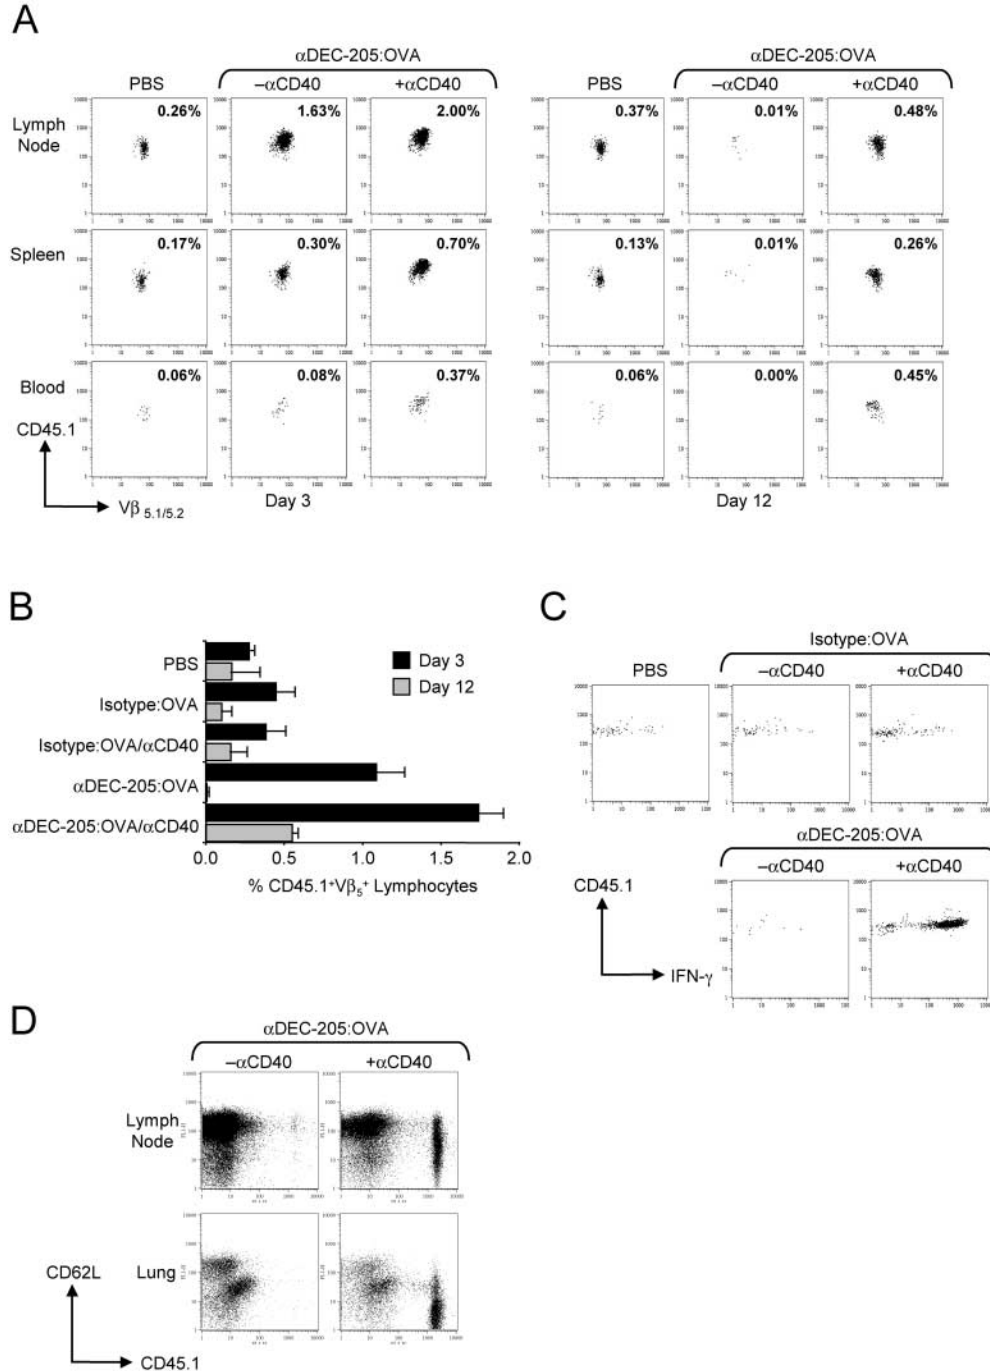 A
αDEC-205:OVA
αDEC-205:OVA
PBS
–αCD40
+αCD40
PBS
–αCD40
+αCD40
Lymph
Node
0.26%
1.63%
2.00%
0.37%
0.01%
0.48%
Spleen
0.17%
0.30%
0.70%
0.13%
0.01%
0.26%
Blood
0.06%
0.08%
0.37%
0.06%
0.00%
0.45%
CD45.1
Vβ 5.1/5.2
Day 3
Day 12
B
PBS
Isotype:OVA
Isotype:OVA/αCD40
αDEC-205:OVA
αDEC-205:OVA/αCD40
Day 3
Day 12
0.0 0.5 1.0 1.5 2.0
% CD45.1+Vβ5+ Lymphocytes
C
Isotype:OVA
PBS
–αCD40
+αCD40
αDEC-205:OVA
–αCD40
+αCD40
CD45.1
IFN-γ
D
αDEC-205:OVA
–αCD40
+αCD40
Lymph
Node
Lung
CD62L
CD45.1